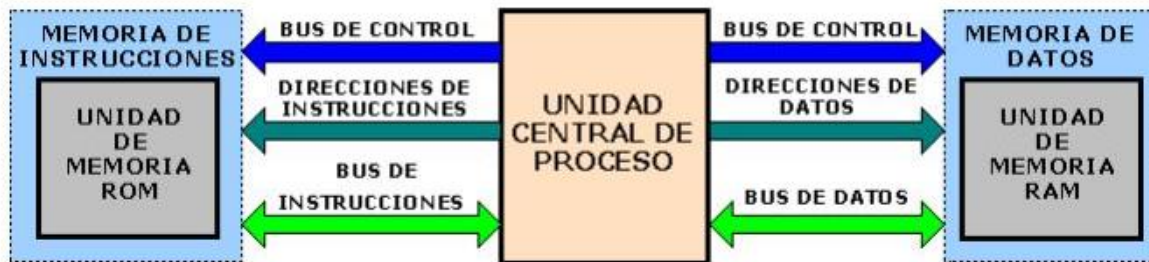 MEMORIA DE
INSTRUCCIONES
UNIDAD
DE
MEMORIA
ROM
BUS DE CONTROL
DIRECCIONES DE
INSTRUCCIONES
BUS DE
INSTRUCCIONES
UNIDAD
CENTRAL DE
PROCESO
BUS DE CONTROL
DIRECCIONES DE
DATOS
BUS DE DATOS
MEMORIA DE
DATOS
UNIDAD
DE
MEMORIA
RAM